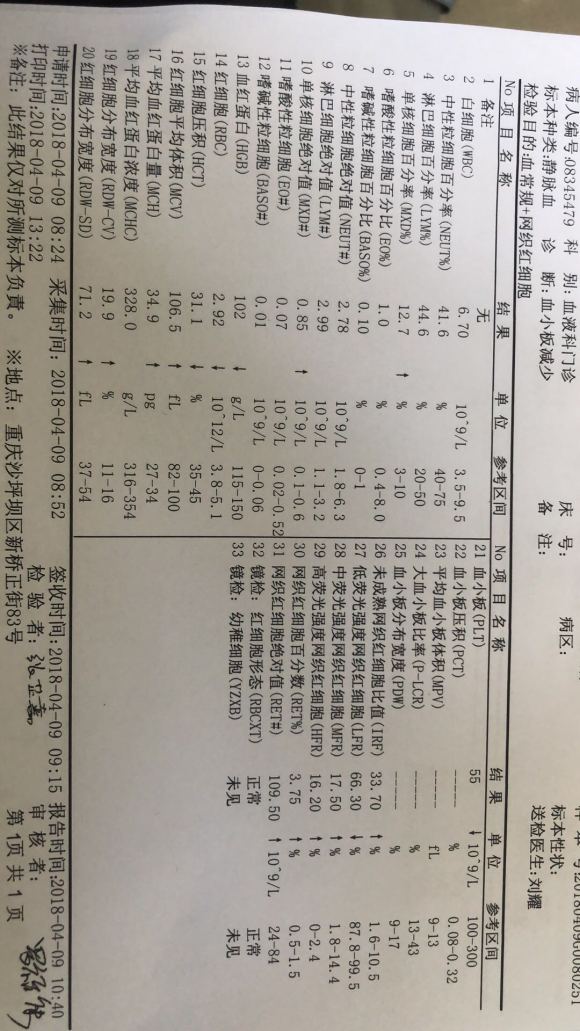 病人编号:08345479 科 别:血液科门诊 床 号: 病区: 20180409G0080251
标本种类:静脉血 诊 断:血小板减少 备 注: 标本性状:
检验目的:血常规+网织红细胞 送检医生:刘耀
No 项 目 名 称 结 果 单 位 参考区间
1 备注 无
2 白细胞(WBC) 6.70 10^9/L 3.5-9.5
3 中性粒细胞百分率(NEUT%) 41.6 % 40-75
4 淋巴细胞百分率(LYM%) 44.6 % 20-50
5 单核细胞百分率(MXD%) 12.7 ↑ % 3-10
6 嗜酸性粒细胞百分比(EO%) 1.0 % 0.4-8.0
7 嗜碱性粒细胞百分比(BASO%) 0.10 % 0-1
8 中性粒细胞绝对值(NEUT#) 2.78 10^9/L 1.8-6.3
9 淋巴细胞绝对值(LYM#) 2.99 10^9/L 1.1-3.2
10 单核细胞绝对值(MXD#) 0.85 ↑ 10^9/L 0.1-0.6
11 嗜酸性粒细胞(EO#) 0.07 10^9/L 0.02-0.52
12 嗜碱性粒细胞(BASO#) 0.01 10^9/L 0-0.06
13 血红蛋白(HGB) 102 ↓ g/L 115-150
14 红细胞(RBC) 2.92 ↓ 10^12/L 3.8-5.1
15 红细胞压积(HCT) 31.1 ↓ % 35-45
16 红细胞平均体积(MCV) 106.5 ↑ fL 82-100
17 平均血红蛋白量(MCH) 34.9 ↑ pg 27-34
18 平均血红蛋白浓度(MCHC) 328.0 g/L 316-354
19 红细胞分布宽度(RDW-CV) 19.9 ↑ % 11-16
20 红细胞分布宽度(RDW-SD) 71.2 ↑ fL 37-54
No 项 目 名 称 结 果 单 位 参考区间
21 血小板(PLT) 55 ↓ 10^9/L 100-300
22 血小板压积(PCT) ----- % 0.08-0.32
23 平均血小板体积(MPV) ----- fL 9-13
24 大血小板比率(P-LCR) ----- % 13-43
25 血小板分布宽度(PDW) ----- % 9-17
26 未成熟网织红细胞比值(IRF) 33.70 ↑ % 1.6-10.5
27 低荧光强度网织红细胞(LFR) 66.30 ↓ % 87.8-99.5
28 中荧光强度网织红细胞(MFR) 17.50 ↑ % 1.8-14.4
29 高荧光强度网织红细胞(HFR) 16.20 ↑ % 0-2.4
30 网织红细胞百分数(RET%) 3.75 ↑ % 0.5-1.5
31 网织红细胞绝对值(RET#) 109.50 ↑ 10^9/L 24-84
32 镜检: 红细胞形态(RBCXT) 正常 正常
33 镜检: 幼稚细胞(YZXB) 未见 未见
申请时间:2018-04-09 08:24 采集时间: 2018-04-09 08:52 签收时间:2018-04-09 09:15 报告时间:2018-04-09 10:40
打印时间:2018-04-09 13:22 检 验 者: 审 核 者:
※备注: 此结果仅对所测标本负责。 ※地点: 重庆沙坪坝区新桥正街83号 第1页 共 1 页